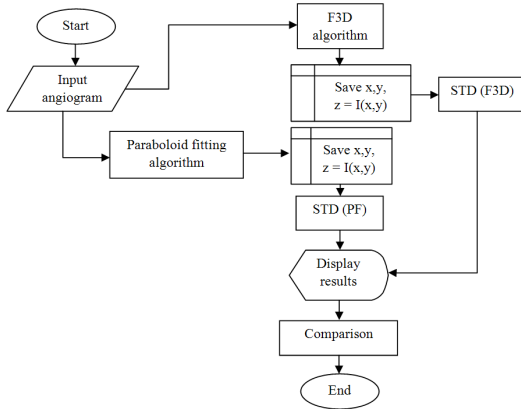 Start
Input
angiogram
F3D
algorithm
Save x,y,
z = I(x,y)
STD (F3D)
Paraboloid fitting
algorithm
Save x,y,
z = I(x,y)
STD (PF)
Display
results
Comparison
End